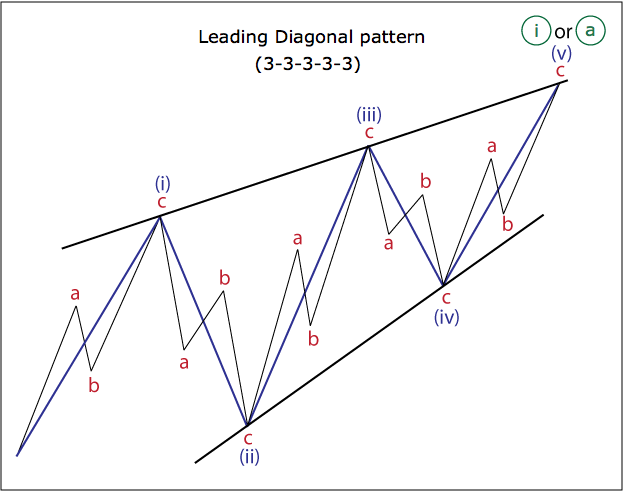 Leading Diagonal pattern
(3-3-3-3-3)
i or a
(v)
c
(iii)
c
a
b
(i)
c
a
b
a
b
a
b
a
b
a
b
c
(iv)
c
(ii)